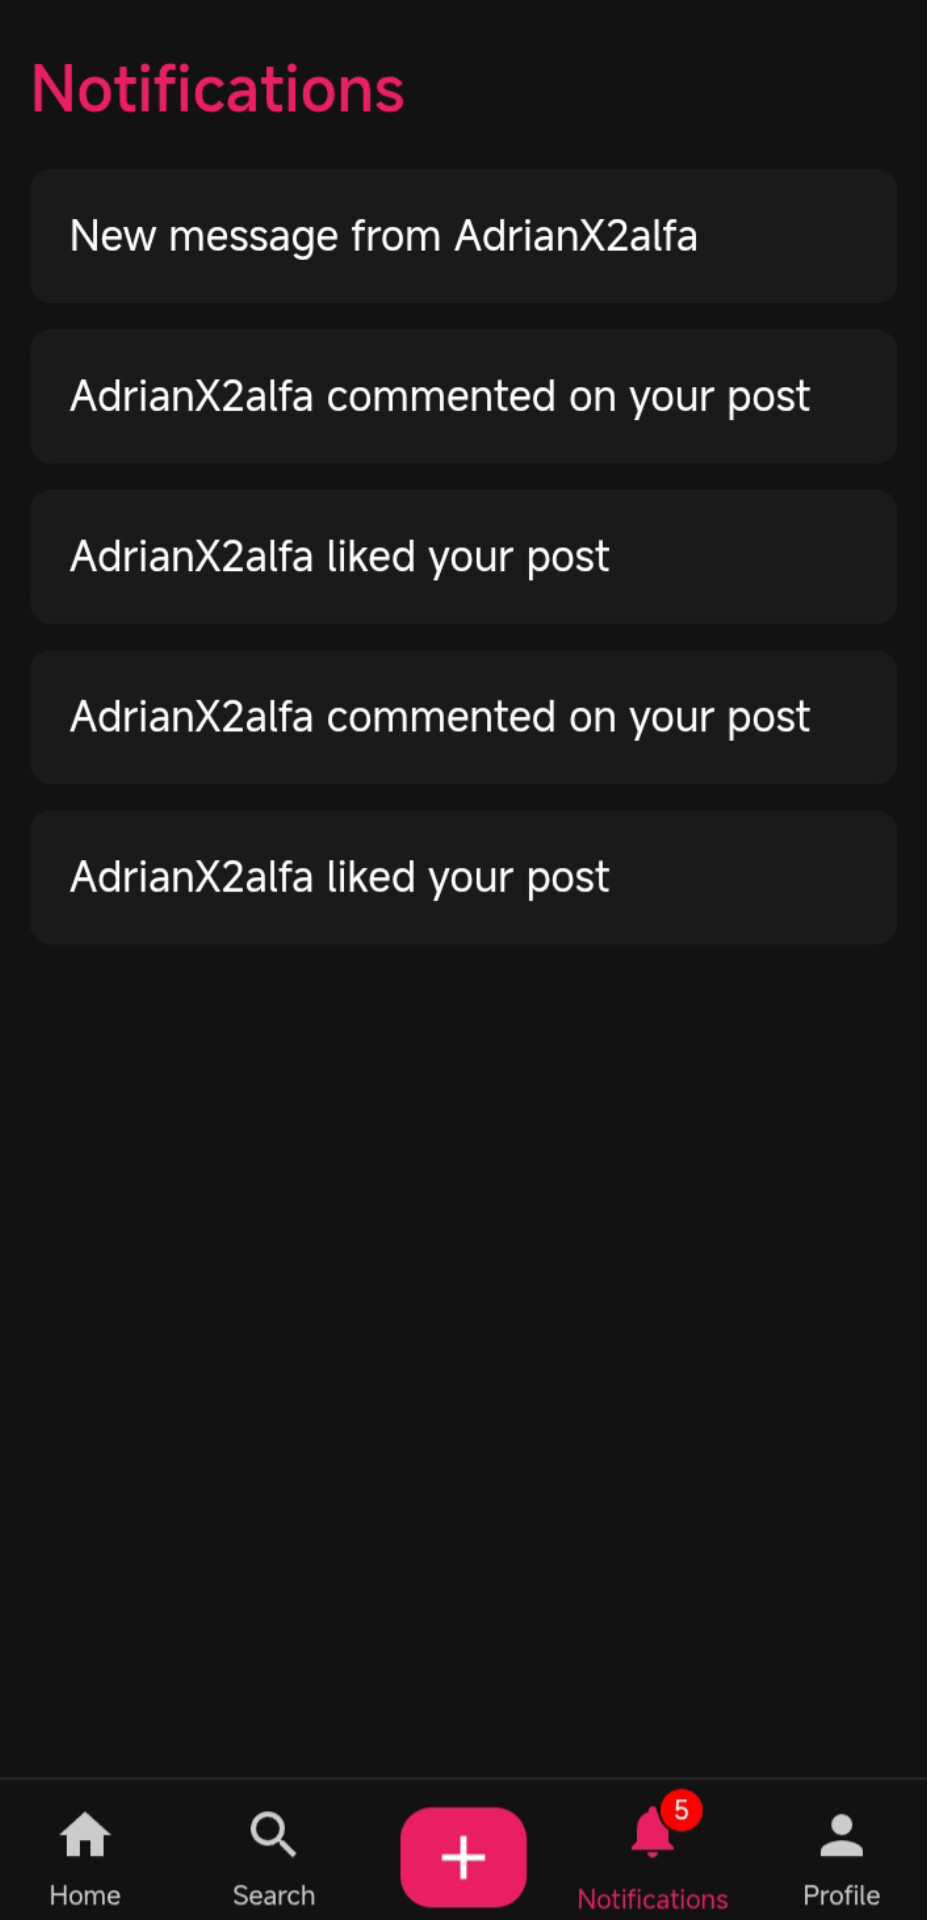 Notifications
New message from AdrianX2alfa
AdrianX2alfa commented on your post
AdrianX2alfa liked your post
AdrianX2alfa commented on your post
AdrianX2alfa liked your post
5
Home
Search
Notifications
Profile